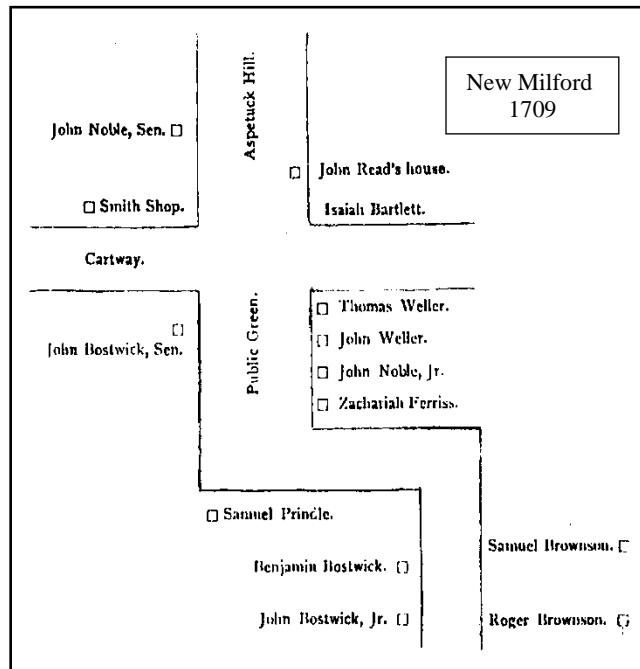 New Milford
1709
Aspetuck Hill.
John Noble, Sen.
John Read's house.
Smith Shop.
Isaiah Bartlett.
Cartway.
Public Green.
Thomas Weller.
John Weller.
John Bostwick, Sen.
John Noble, Jr.
Zachariah Ferriss.
Samuel Prindle.
Samuel Brownson.
Benjamin Bostwick.
John Bostwick, Jr.
Roger Brownson.